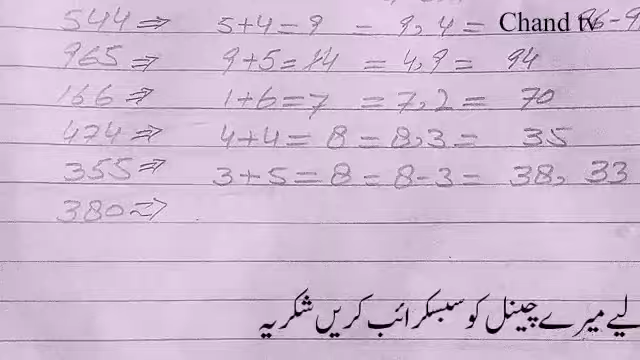 544 ⇒ 5+4=9 – 9,4 = Chand tv 96-9
965 ⇒ 9+5=14 = 4,9 = 94
166 ⇒ 1+6=7 = 7,2 = 70
474 ⇒ 4+4= 8 = 8,3 = 35
355 ⇒ 3+5=8=8-3= 38, 33
380 ⇒
لیے میرے چینل کو سبسکرائب کریں شکریہ